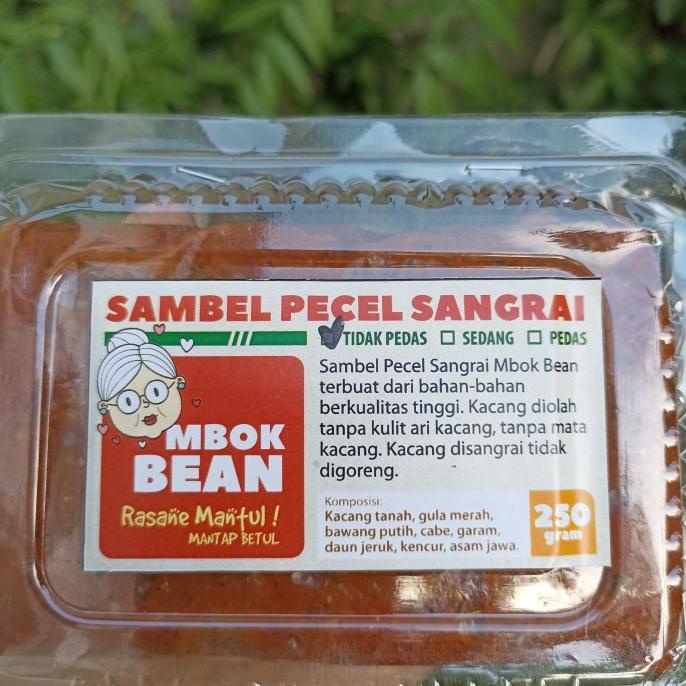 SAMBEL PECEL SANGRAI
TIDAK PEDAS SEDANG PEDAS
Sambel Pecel Sangrai Mbok Bean
terbuat dari bahan-bahan
berkualitas tinggi. Kacang diolah
tanpa kulit ari kacang, tanpa mata
kacang. Kacang disangrai tidak
digoreng.
MBOK
BEAN
Rasane Mantul !
MANTAP BETUL
Komposisi:
Kacang tanah, gula merah,
bawang putih, cabe, garam,
daun jeruk, kencur, asam jawa.
250
gram